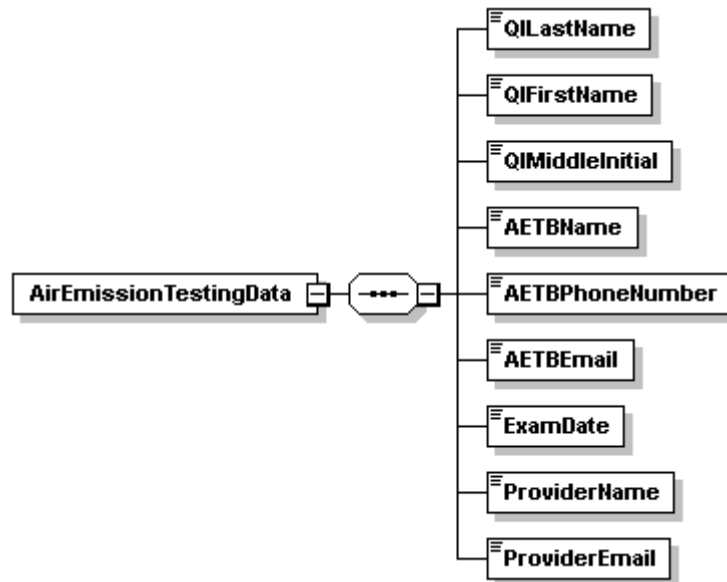 QILastName
QIFirstName
QIMiddleInitial
AETBName
AirEmissionTestingData
AETBPhoneNumber
AETBEmail
ExamDate
ProviderName
ProviderEmail